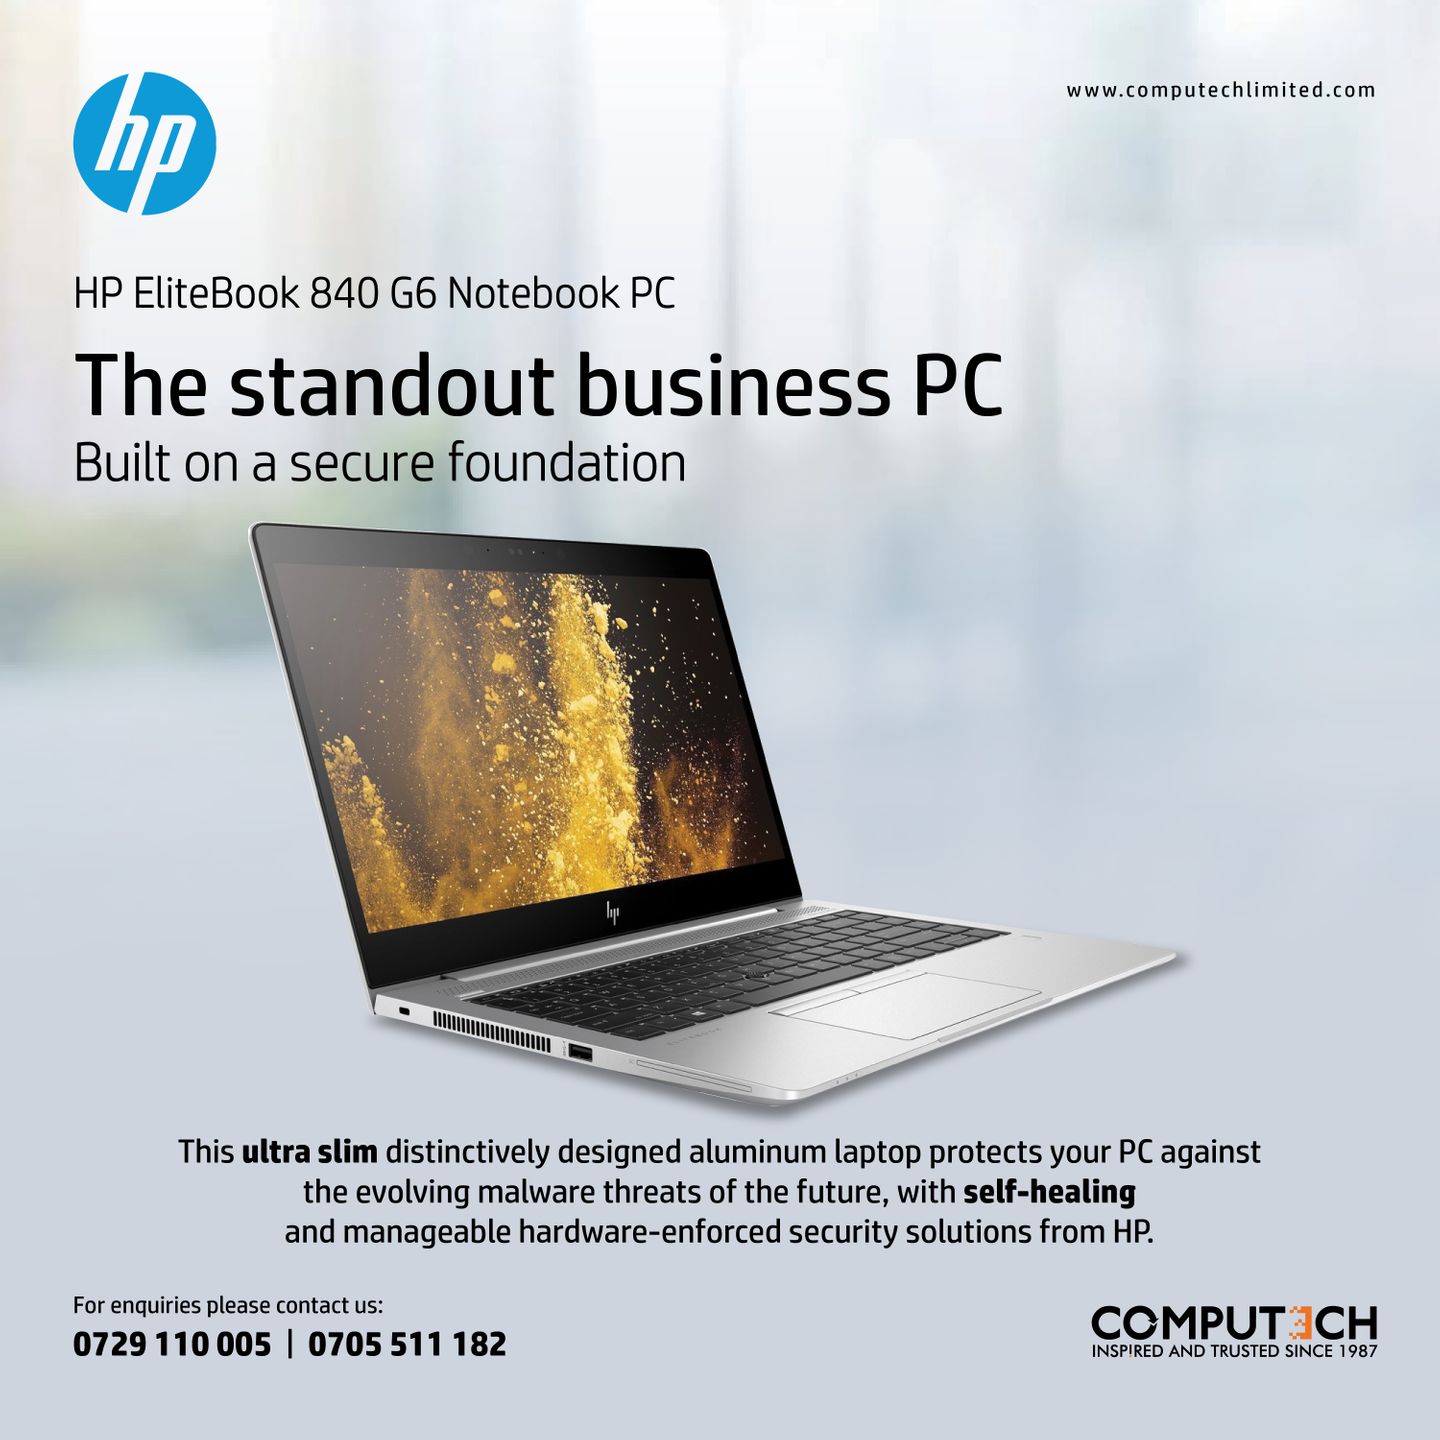 hp
www.computechlimited.com
HP EliteBook 840 G6 Notebook PC
The standout business PC
Built on a secure foundation
hp
ELITEBOOK
This ultra slim distinctively designed aluminum laptop protects your PC against
the evolving malware threats of the future, with self-healing
and manageable hardware-enforced security solutions from HP.
For enquiries please contact us:
0729 110 005 | 0705 511 182
COMPUTECH
INSPIRED AND TRUSTED SINCE 1987